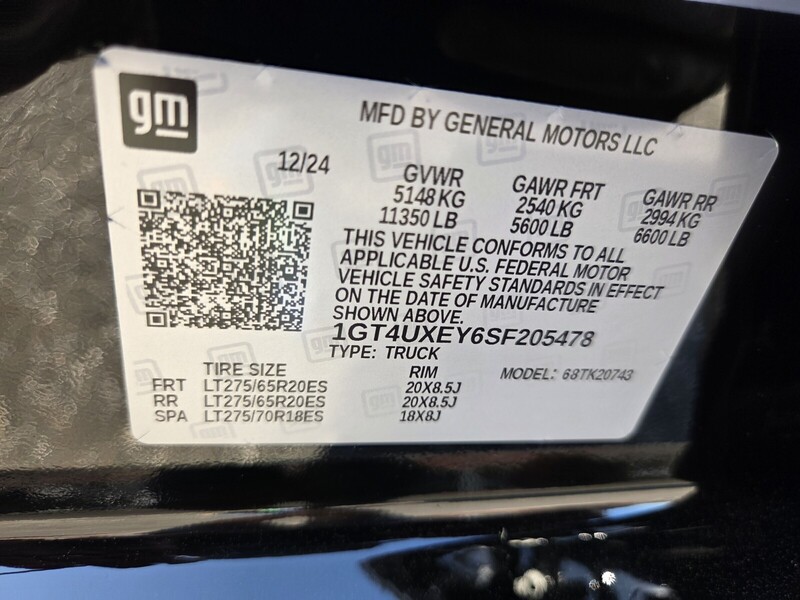 gm
MFD BY GENERAL MOTORS LLC
12/24
GVWR GAWR FRT GAWR RR
5148 KG 2540 KG 2994 KG
11350 LB 5600 LB 6600 LB
THIS VEHICLE CONFORMS TO ALL
APPLICABLE U.S. FEDERAL MOTOR
VEHICLE SAFETY STANDARDS IN EFFECT
ON THE DATE OF MANUFACTURE
SHOWN ABOVE.
1GT4UXEY6SF205478
TYPE: TRUCK
TIRE SIZE RIM MODEL: 68TK20743
FRT LT275/65R20ES 20X8.5J
RR LT275/65R20ES 20X8.5J
SPA LT275/70R18ES 18X8J